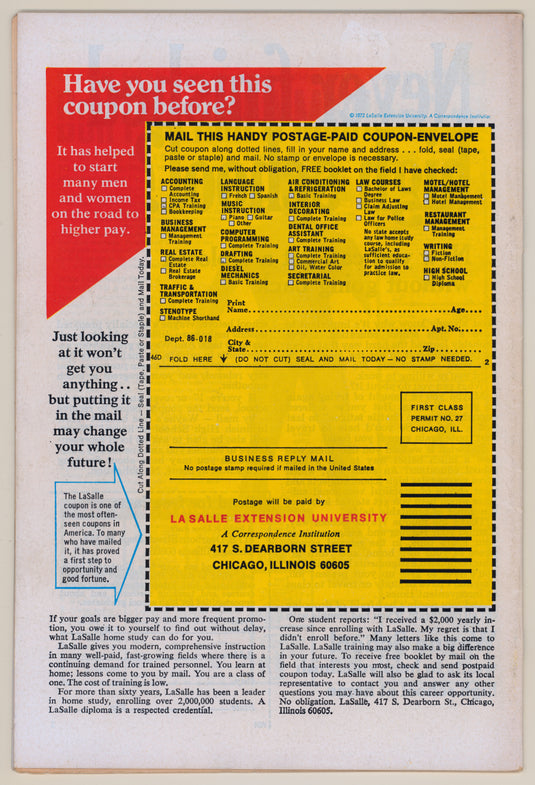 Have you seen this
coupon before?
© 1972 LaSalle Extension University. A Correspondence Institution
It has helped
to start
many men
and women
on the road to
higher pay.
MAIL THIS HANDY POSTAGE-PAID COUPON-ENVELOPE
Cut coupon along dotted lines, fill in your name and address . . . fold, seal (tape,
paste or staple) and mail. No stamp or envelope is necessary.
Please send me, without obligation, FREE booklet on the field I have checked:
ACCOUNTING
Complete
Accounting
Income Tax
CPA Training
Bookkeeping
BUSINESS
MANAGEMENT
Management
Training
REAL ESTATE
Complete Real
Estate
Real Estate
Brokerage
TRAFFIC &
TRANSPORTATION
Complete Training
STENOTYPE
Machine Shorthand
LANGUAGE
INSTRUCTION
French Spanish
MUSIC
INSTRUCTION
Piano Guitar
Other
COMPUTER
PROGRAMMING
Complete Training
DRAFTING
Complete Training
DIESEL
MECHANICS
Basic Training
AIR CONDITIONING
& REFRIGERATION
Basic Training
INTERIOR
DECORATING
Complete Training
DENTAL OFFICE
ASSISTANT
Complete Training
ART TRAINING
Complete Training
Commercial Art
Oil, Water Color
SECRETARIAL
Complete Training
LAW COURSES
Bachelor of Laws
Degree
Business Law
Claim Adjusting
Law
Law for Police
Officers
No state accepts
any law home study
course, including
LaSalle's, as
sufficient educa-
tion to qualify
for admission to
practice law.
MOTEL/HOTEL
MANAGEMENT
Motel Management
Hotel Management
RESTAURANT
MANAGEMENT
Management
Training
WRITING
Fiction
Non-Fiction
HIGH SCHOOL
High School
Diploma
Print
Name Age
Address Apt. No.
Dept. 86-018
City &
State Zip
46D FOLD HERE (DO NOT CUT) SEAL AND MAIL TODAY—NO STAMP NEEDED. 2
Cut Along Dotted Line — Seal (Tape, Paste or Staple) and Mail Today.
Just looking
at it won't
get you
anything . .
but putting it
in the mail
may change
your whole
future!
The LaSalle
coupon is one of
the most often-
seen coupons in
America. To many
who have mailed
it, it has proved
a first step to
opportunity and
good fortune.
FIRST CLASS
PERMIT NO. 27
CHICAGO, ILL.
BUSINESS REPLY MAIL
No postage stamp required if mailed in the United States
Postage will be paid by
LA SALLE EXTENSION UNIVERSITY
A Correspondence Institution
417 S. DEARBORN STREET
CHICAGO, ILLINOIS 60605
If your goals are bigger pay and more frequent promo-
tion, you owe it to yourself to find out without delay,
what LaSalle home study can do for you.
LaSalle gives you modern, comprehensive instruction
in many well-paid, fast-growing fields where there is a
continuing demand for trained personnel. You learn at
home; lessons come to you by mail. You are a class of
one. The cost of training is low.
For more than sixty years, LaSalle has been a leader
in home study, enrolling over 2,000,000 students. A
LaSalle diploma is a respected credential.
One student reports: "I received a $2,000 yearly in-
crease since enrolling with LaSalle. My regret is that I
didn't enroll before." Many letters like this come to
LaSalle. LaSalle training may also make a big difference
in your future. To receive free booklet by mail on the
field that interests you most, check and send postpaid
coupon today. LaSalle will also be glad to ask its local
representative to contact you and answer any other
questions you may have about this career opportunity.
No obligation. LaSalle, 417 S. Dearborn St., Chicago,
Illinois 60605.